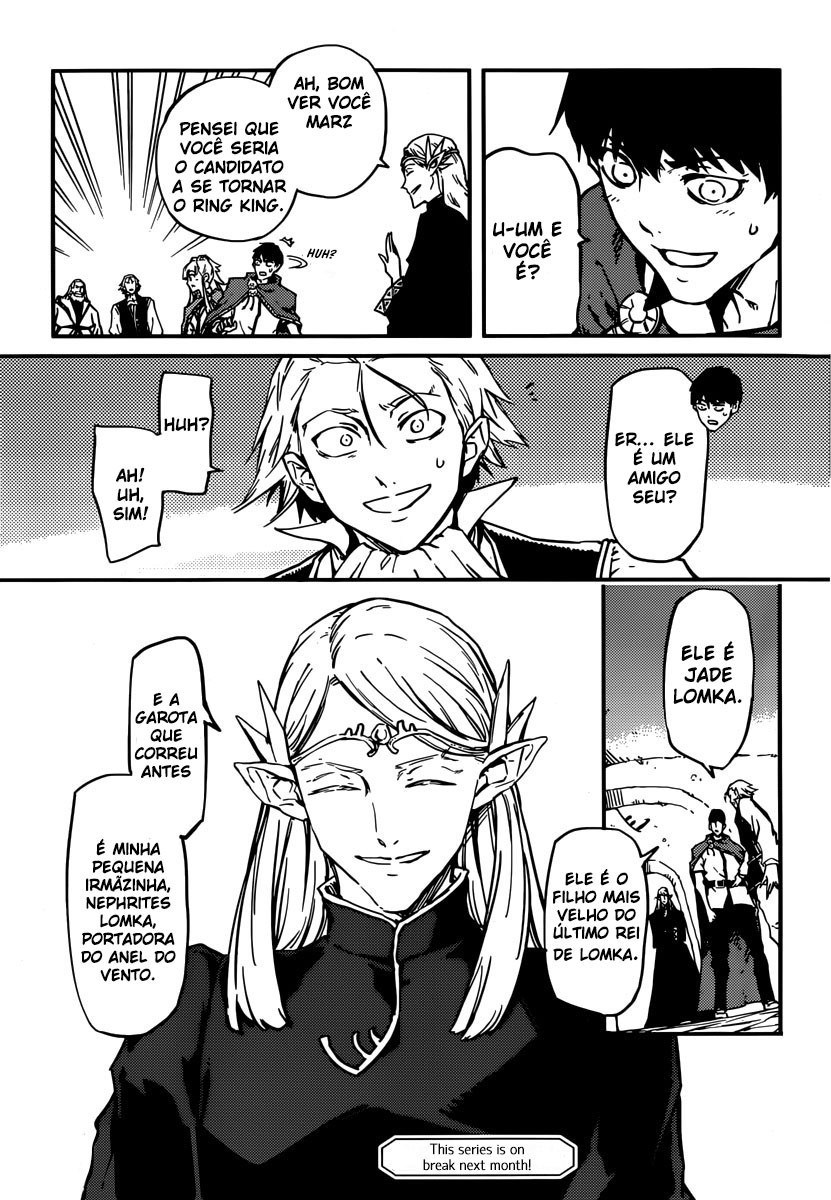 AH, BOM
VER VOCÊ
MARZ
PENSEI QUE
VOCÊ SERIA
O CANDIDATO
A SE TORNAR
O RING KING.
HUH?
U-UM E
VOCÊ
É?
ER... ELE
É UM
AMIGO
SEU?
HUH?
AH!
UH,
SIM!
ELE É
JADE
LOMKA.
ELE É O
FILHO MAIS
VELHO DO
ÚLTIMO REI
DE LOMKA.
E A
GAROTA
QUE
CORREU
ANTES
É MINHA
PEQUENA
IRMÃZINHA,
NEPHRITES
LOMKA,
PORTADORA
DO ANEL DO
VENTO.
This series is on
break next month!